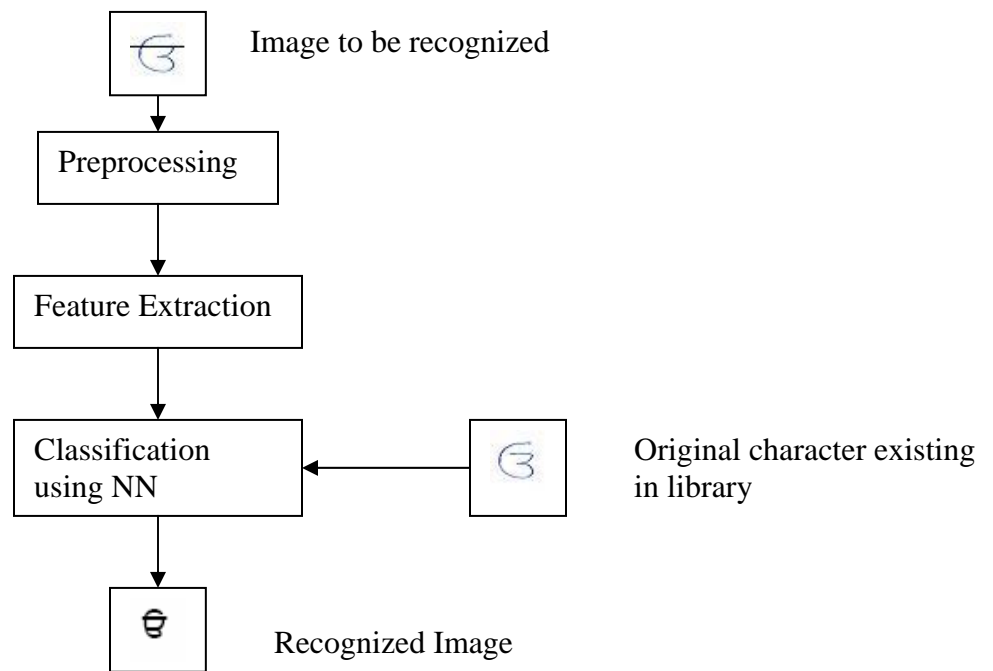 ੳ
Image to be recognized
Preprocessing
Feature Extraction
Classification
using NN
ੳ
Original character existing
in library
ੳ
Recognized Image